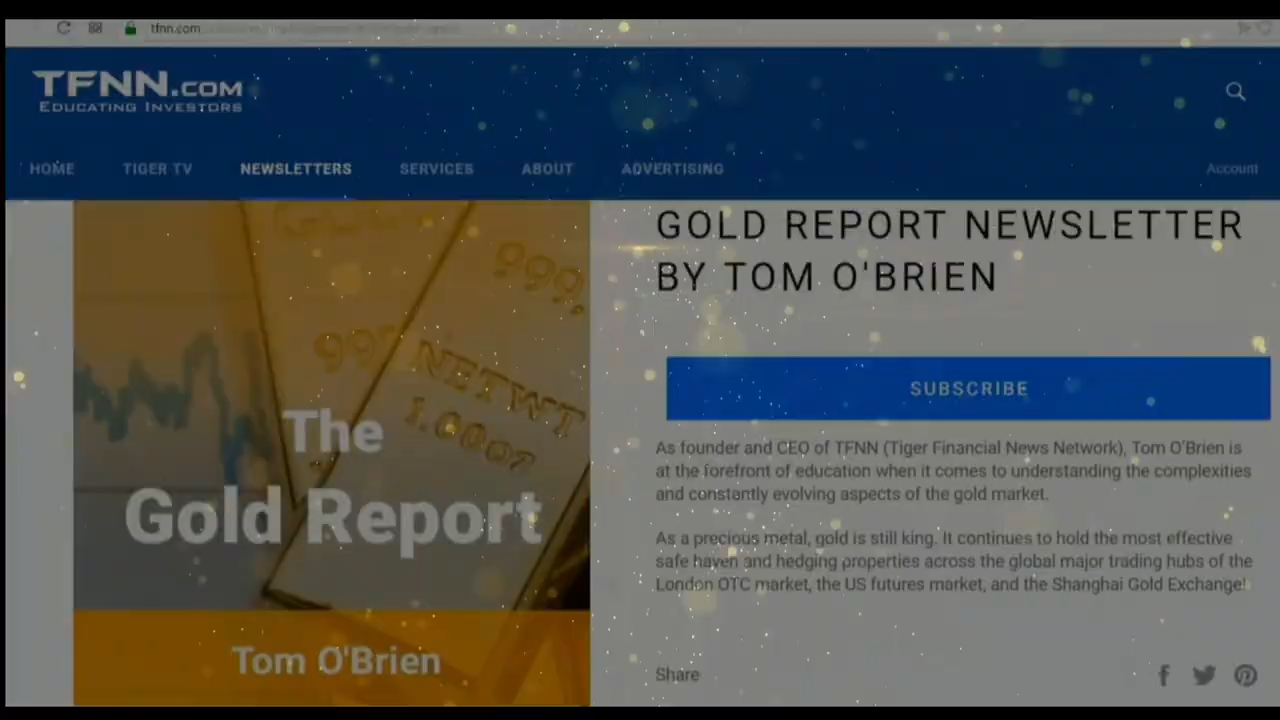 tfnn.com
TFNN.COM
EDUCATING INVESTORS
HOME TIGER TV NEWSLETTERS SERVICES ABOUT ADVERTISING Account
GOLD REPORT NEWSLETTER
BY TOM O'BRIEN
999,
NETWT
The
Gold Report
Tom O'Brien
SUBSCRIBE
As founder and CEO of TFNN (Tiger Financial News Network), Tom O'Brien is
at the forefront of education when it comes to understanding the complexities
and constantly evolving aspects of the gold market.
As a precious metal, gold is still king. It continues to hold the most effective
safe haven and hedging properties across the global major trading hubs of the
London OTC market, the US futures market, and the Shanghai Gold Exchange!
Share